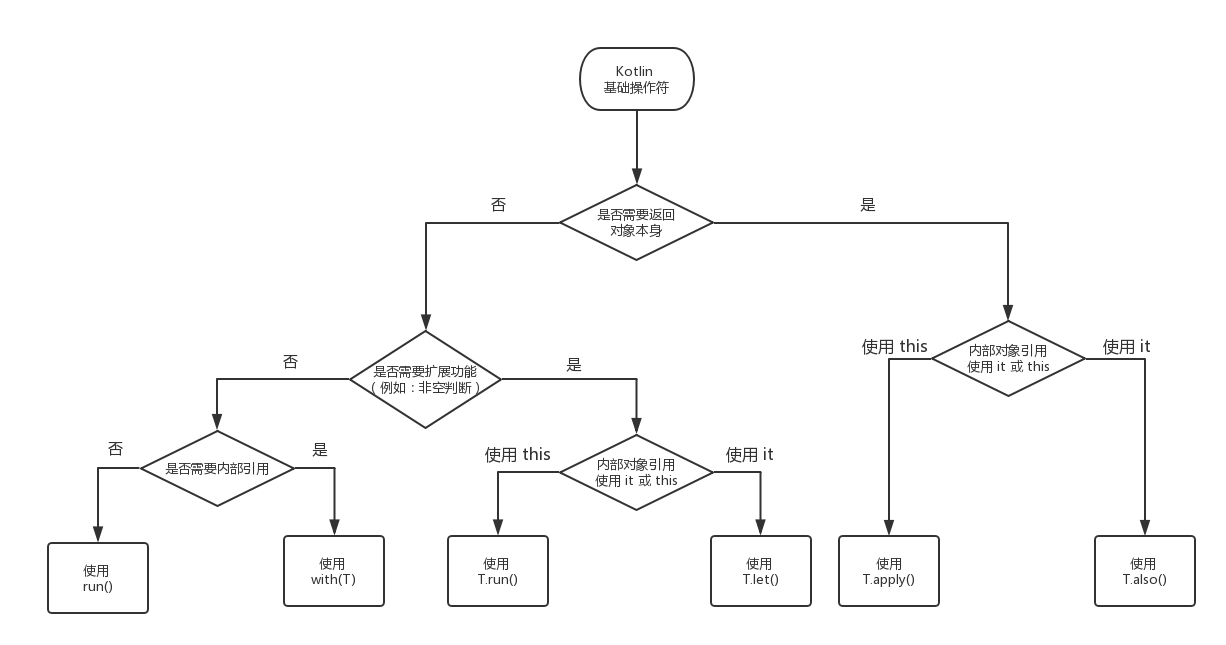 Kotlin
基础操作符
否
是否需要返回
对象本身
是
否
是否需要扩展功能
（例如：非空判断）
是
使用 this
内部对象引用
使用 it 或 this
使用 it
否
是否需要内部引用
是
使用 this
内部对象引用
使用 it 或 this
使用 it
使用
run()
使用
with(T)
使用
T.run()
使用
T.let()
使用
T.apply()
使用
T.also()